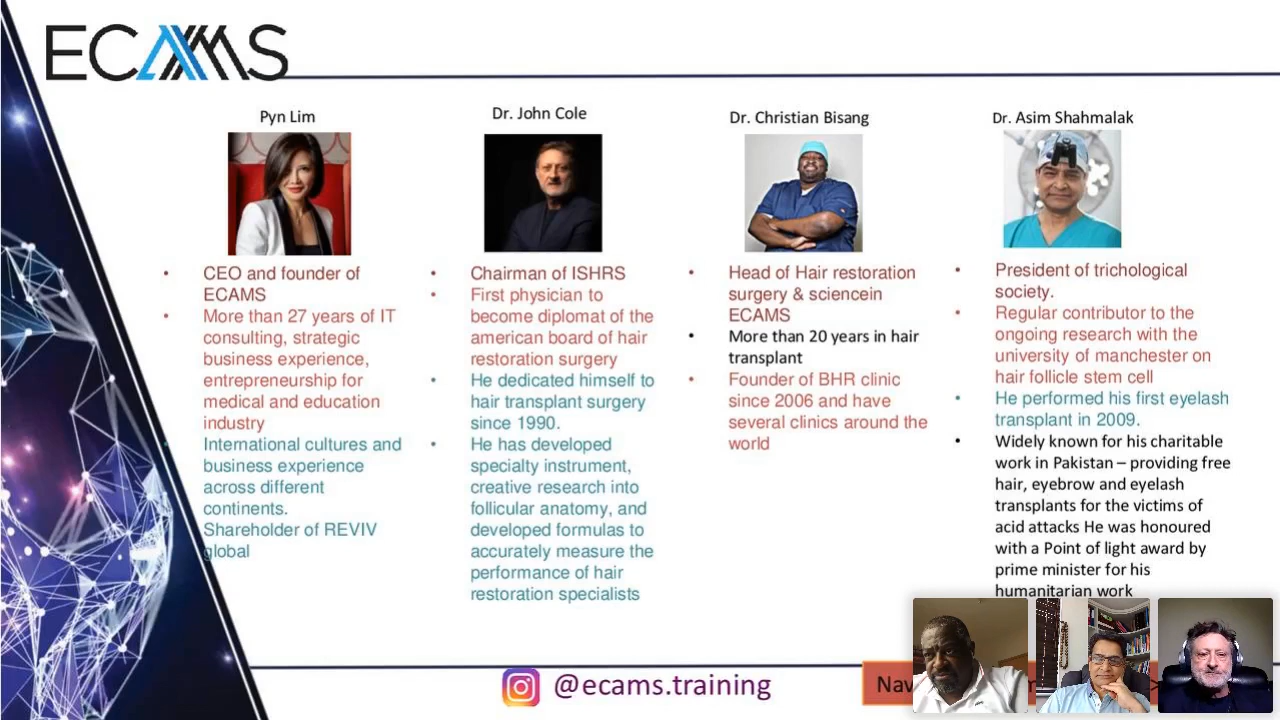 ECAMS
Pyn Lim
Dr. John Cole
Dr. Christian Bisang
Dr. Asim Shahmalak
• CEO and founder of
ECAMS
• More than 27 years of IT
consulting, strategic
business experience,
entrepreneurship for
medical and education
industry
International cultures and
business experience
across different
continents.
Shareholder of REVIV
global
• Chairman of ISHRS
• First physician to
become diplomat of the
american board of hair
restoration surgery
• He dedicated himself to
hair transplant surgery
since 1990.
• He has developed
specialty instrument,
creative research into
follicular anatomy, and
developed formulas to
accurately measure the
performance of hair
restoration specialists
• Head of Hair restoration
surgery & sciencein
ECAMS
• More than 20 years in hair
transplant
• Founder of BHR clinic
since 2006 and have
several clinics around the
world
• President of trichological
society.
• Regular contributor to the
ongoing research with the
university of manchester on
hair follicle stem cell
• He performed his first eyelash
transplant in 2009.
• Widely known for his charitable
work in Pakistan – providing free
hair, eyebrow and eyelash
transplants for the victims of
acid attacks He was honoured
with a Point of light award by
prime minister for his
humanitarian work
@ecams.training